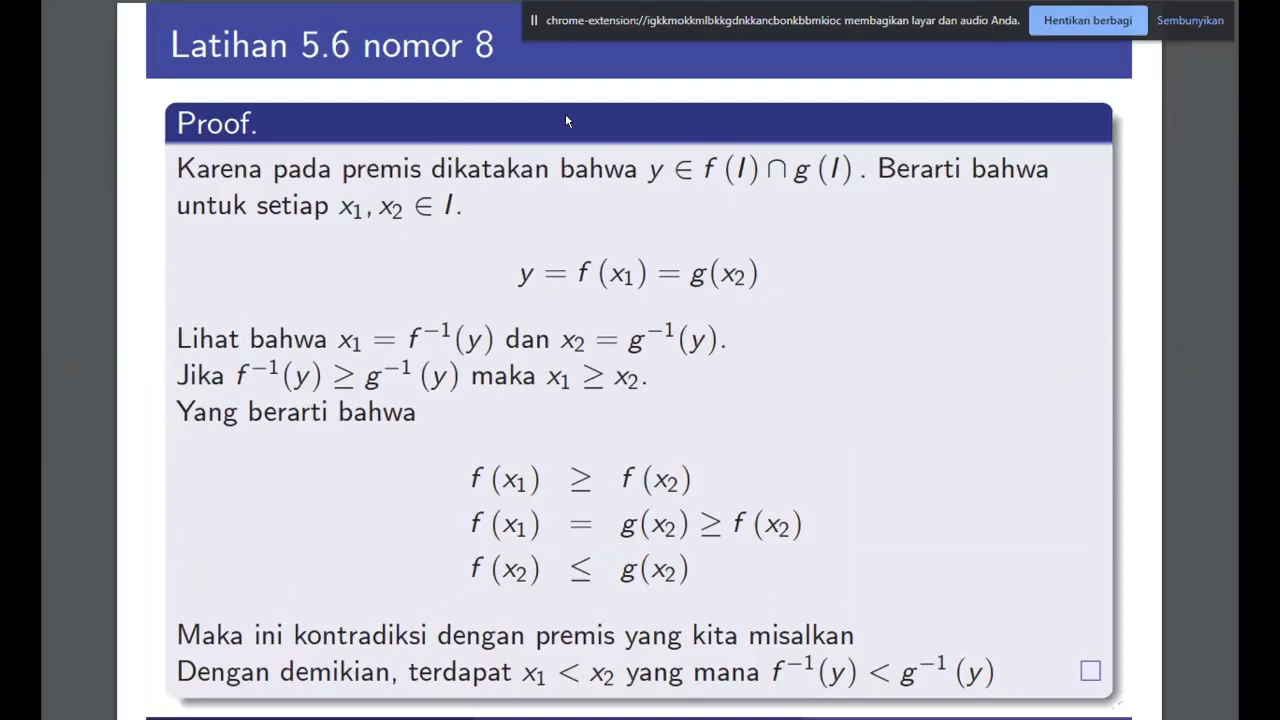 chrome-extension://igkkmokkmlbkkgdnkkancbonkbbmkioc membagikan layar dan audio Anda.
Hentikan berbagi
Sembunyikan
Latihan 5.6 nomor 8
Proof.
Karena pada premis dikatakan bahwa y ∈ f (I) ∩ g (I) . Berarti bahwa
untuk setiap x₁, x₂ ∈ I.
y = f (x₁) = g(x₂)
Lihat bahwa x₁ = f⁻¹(y) dan x₂ = g⁻¹(y).
Jika f⁻¹(y) ≥ g⁻¹ (y) maka x₁ ≥ x₂.
Yang berarti bahwa
f (x₁) ≥ f (x₂)
f (x₁) = g(x₂) ≥ f (x₂)
f (x₂) ≤ g(x₂)
Maka ini kontradiksi dengan premis yang kita misalkan
Dengan demikian, terdapat x₁ < x₂ yang mana f⁻¹(y) < g⁻¹ (y) □